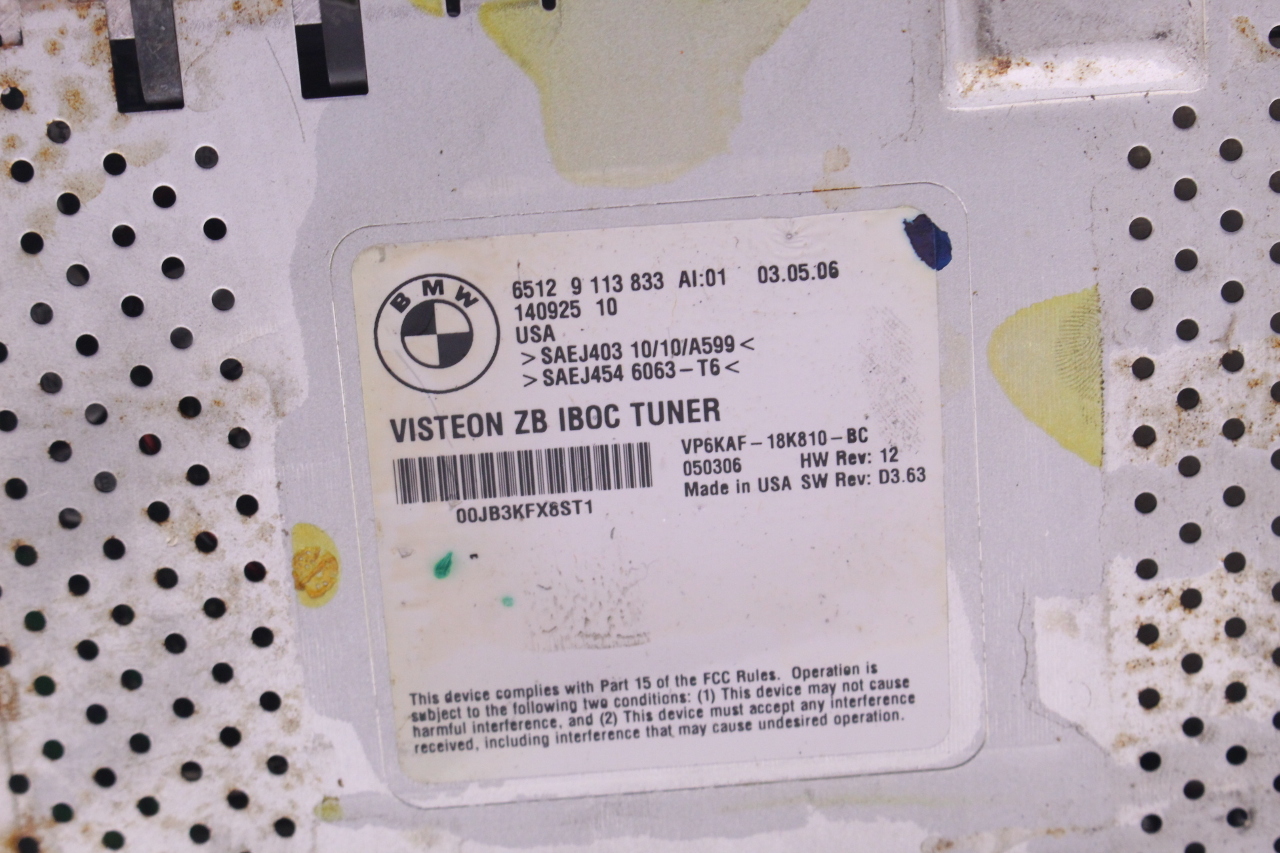 BMW
6512 9 113 833 AI:01 03.05.06
140925 10
USA
>SAEJ403 10/10/A599<
>SAEJ454 6063-T6<
VISTEON ZB IBOC TUNER
VP6KAF-18K810-BC
050306 HW Rev: 12
Made in USA SW Rev: D3.63
00JB3KFX8ST1
This device complies with Part 15 of the FCC Rules. Operation is
subject to the following two conditions: (1) This device may not cause
harmful interference, and (2) This device must accept any interference
received, including interference that may cause undesired operation.